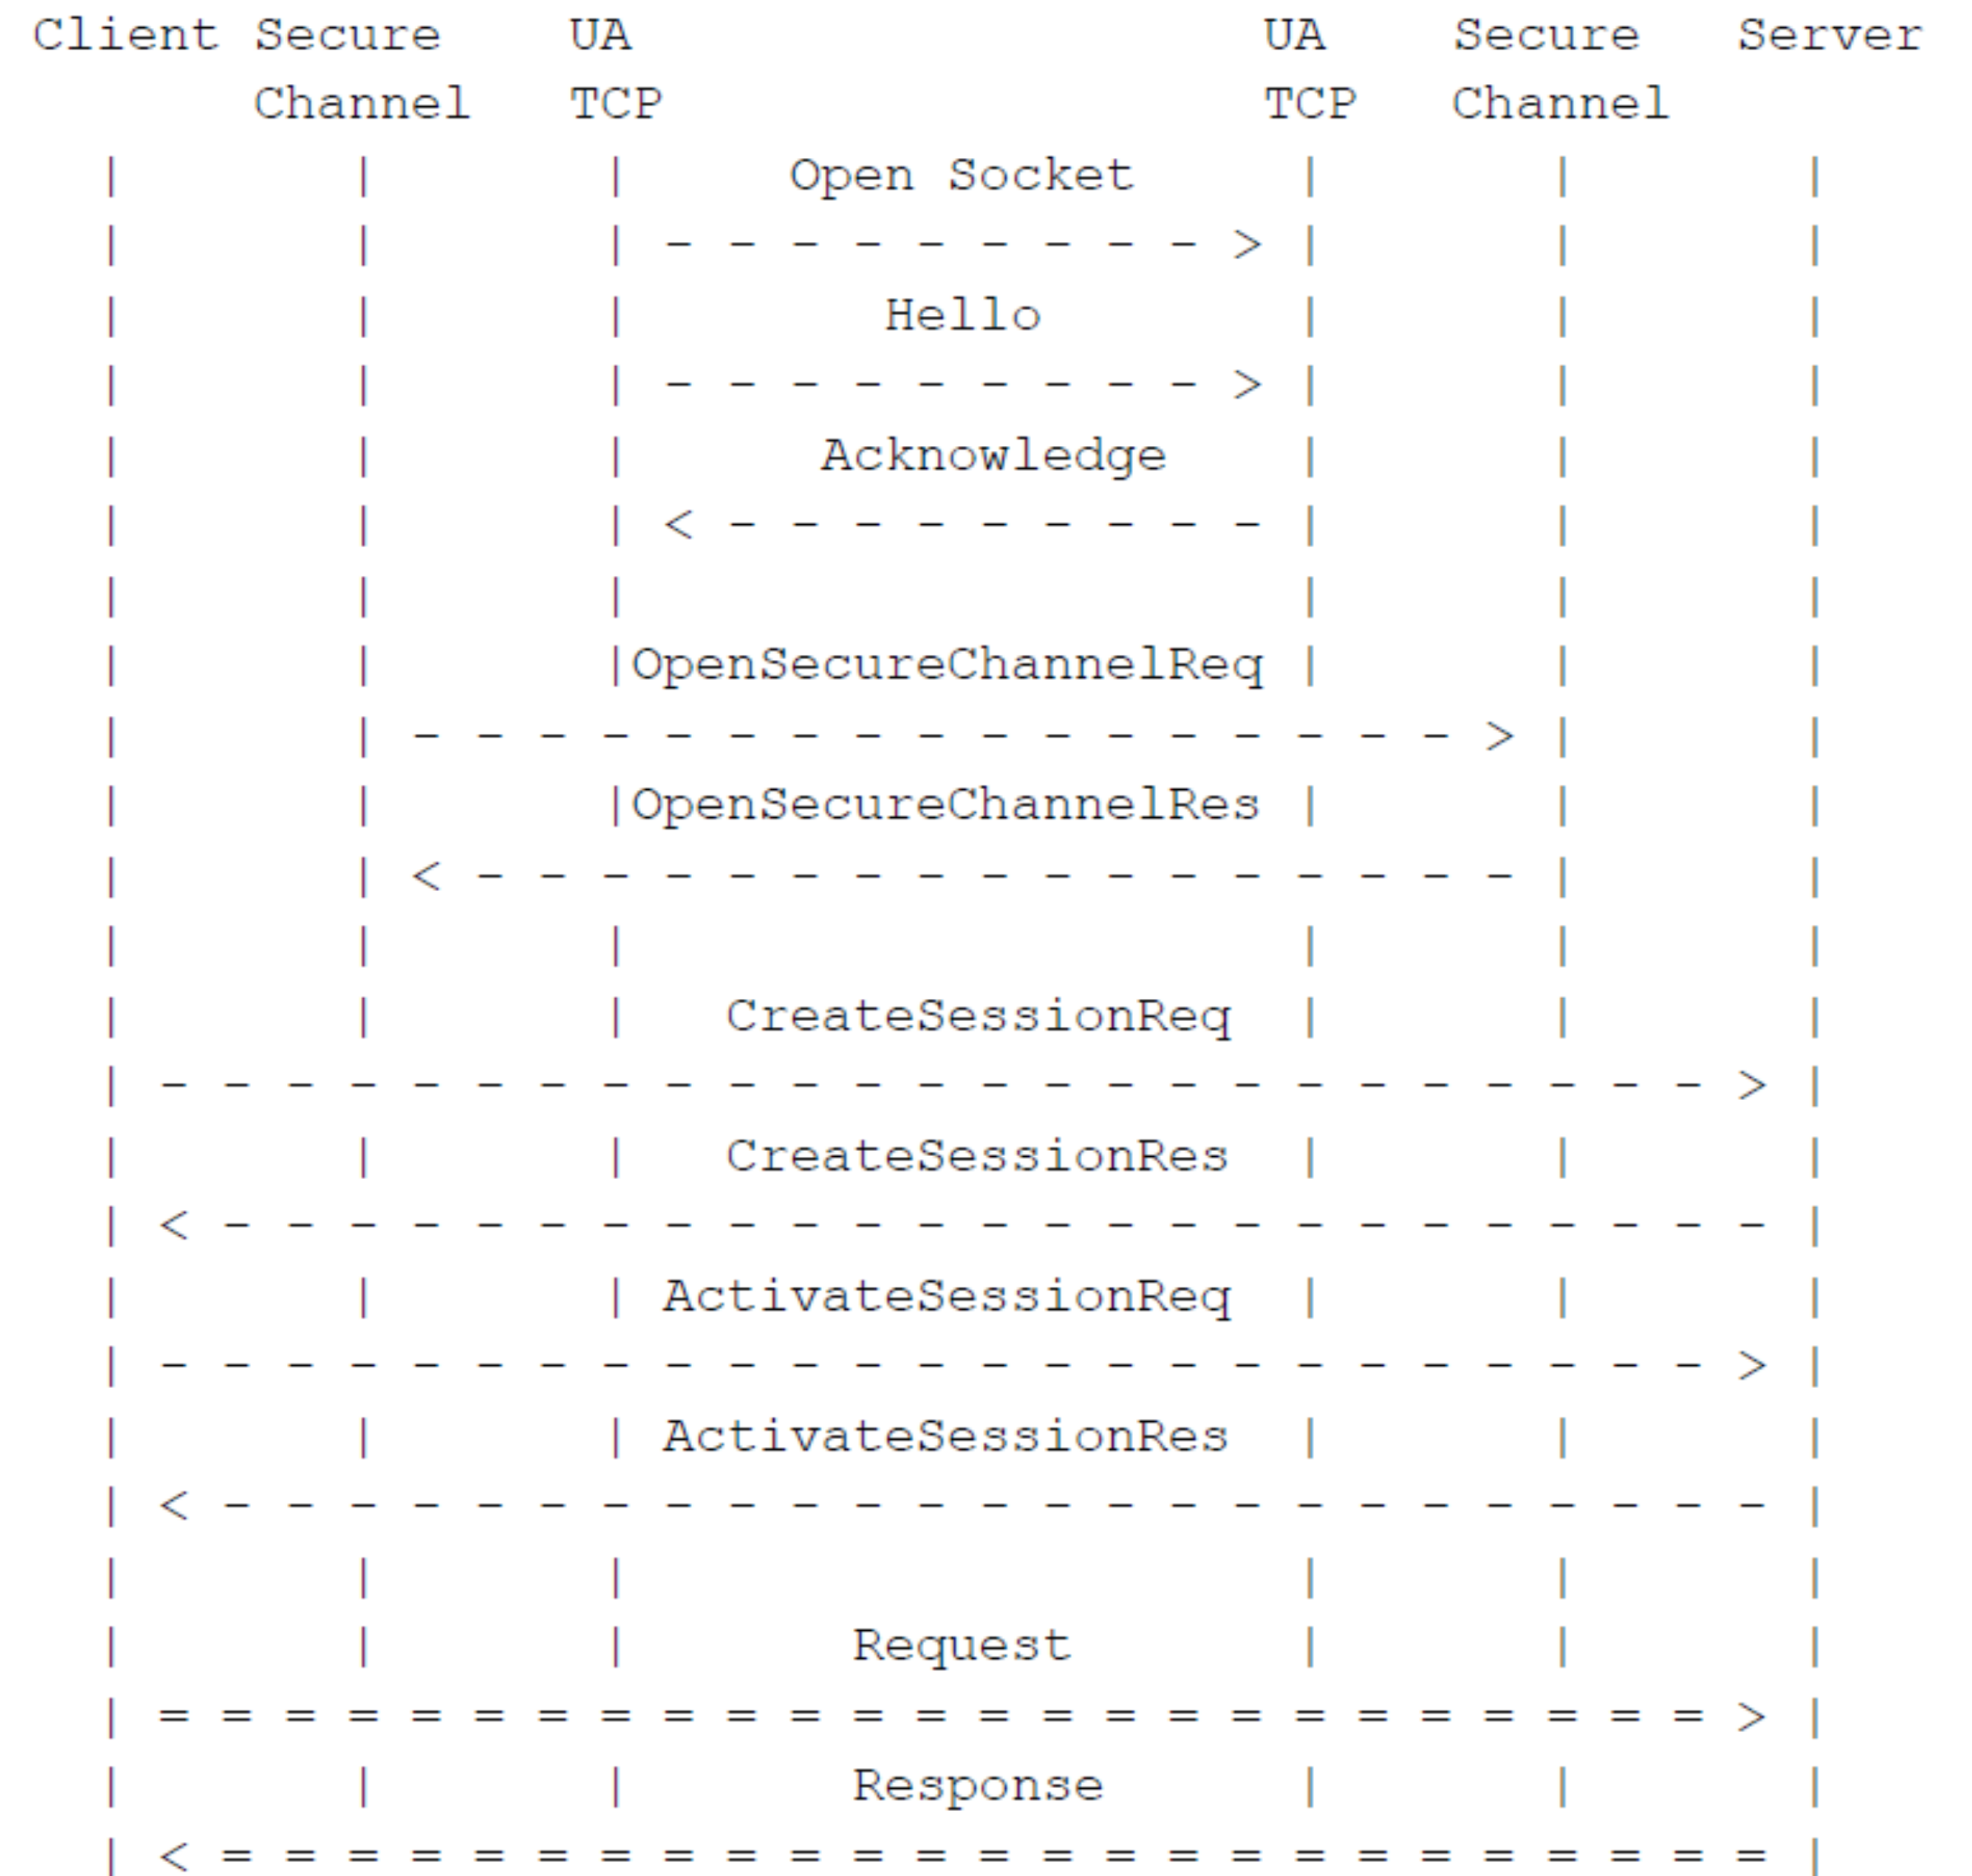 Client Secure UA UA Secure Server
Channel TCP TCP Channel
| | | Open Socket | | |
| | | - - - - - - - - - > | | |
| | | Hello | | |
| | | - - - - - - - - - > | | |
| | | Acknowledge | | |
| | | < - - - - - - - - - | | |
| | | | | |
| | |OpenSecureChannelReq | | |
| | - - - - - - - - - - - - - - - - - > | |
| | |OpenSecureChannelRes | | |
| | < - - - - - - - - - - - - - - - - - | |
| | | | | |
| | | CreateSessionReq | | |
| - - - - - - - - - - - - - - - - - - - - - - - - - > |
| | | CreateSessionRes | | |
| < - - - - - - - - - - - - - - - - - - - - - - - - - |
| | | ActivateSessionReq | | |
| - - - - - - - - - - - - - - - - - - - - - - - - - > |
| | | ActivateSessionRes | | |
| < - - - - - - - - - - - - - - - - - - - - - - - - - |
| | | | | |
| | | Request | | |
| = = = = = = = = = = = = = = = = = = = = = = = = = > |
| | | Response | | |
| < = = = = = = = = = = = = = = = = = = = = = = = = = |